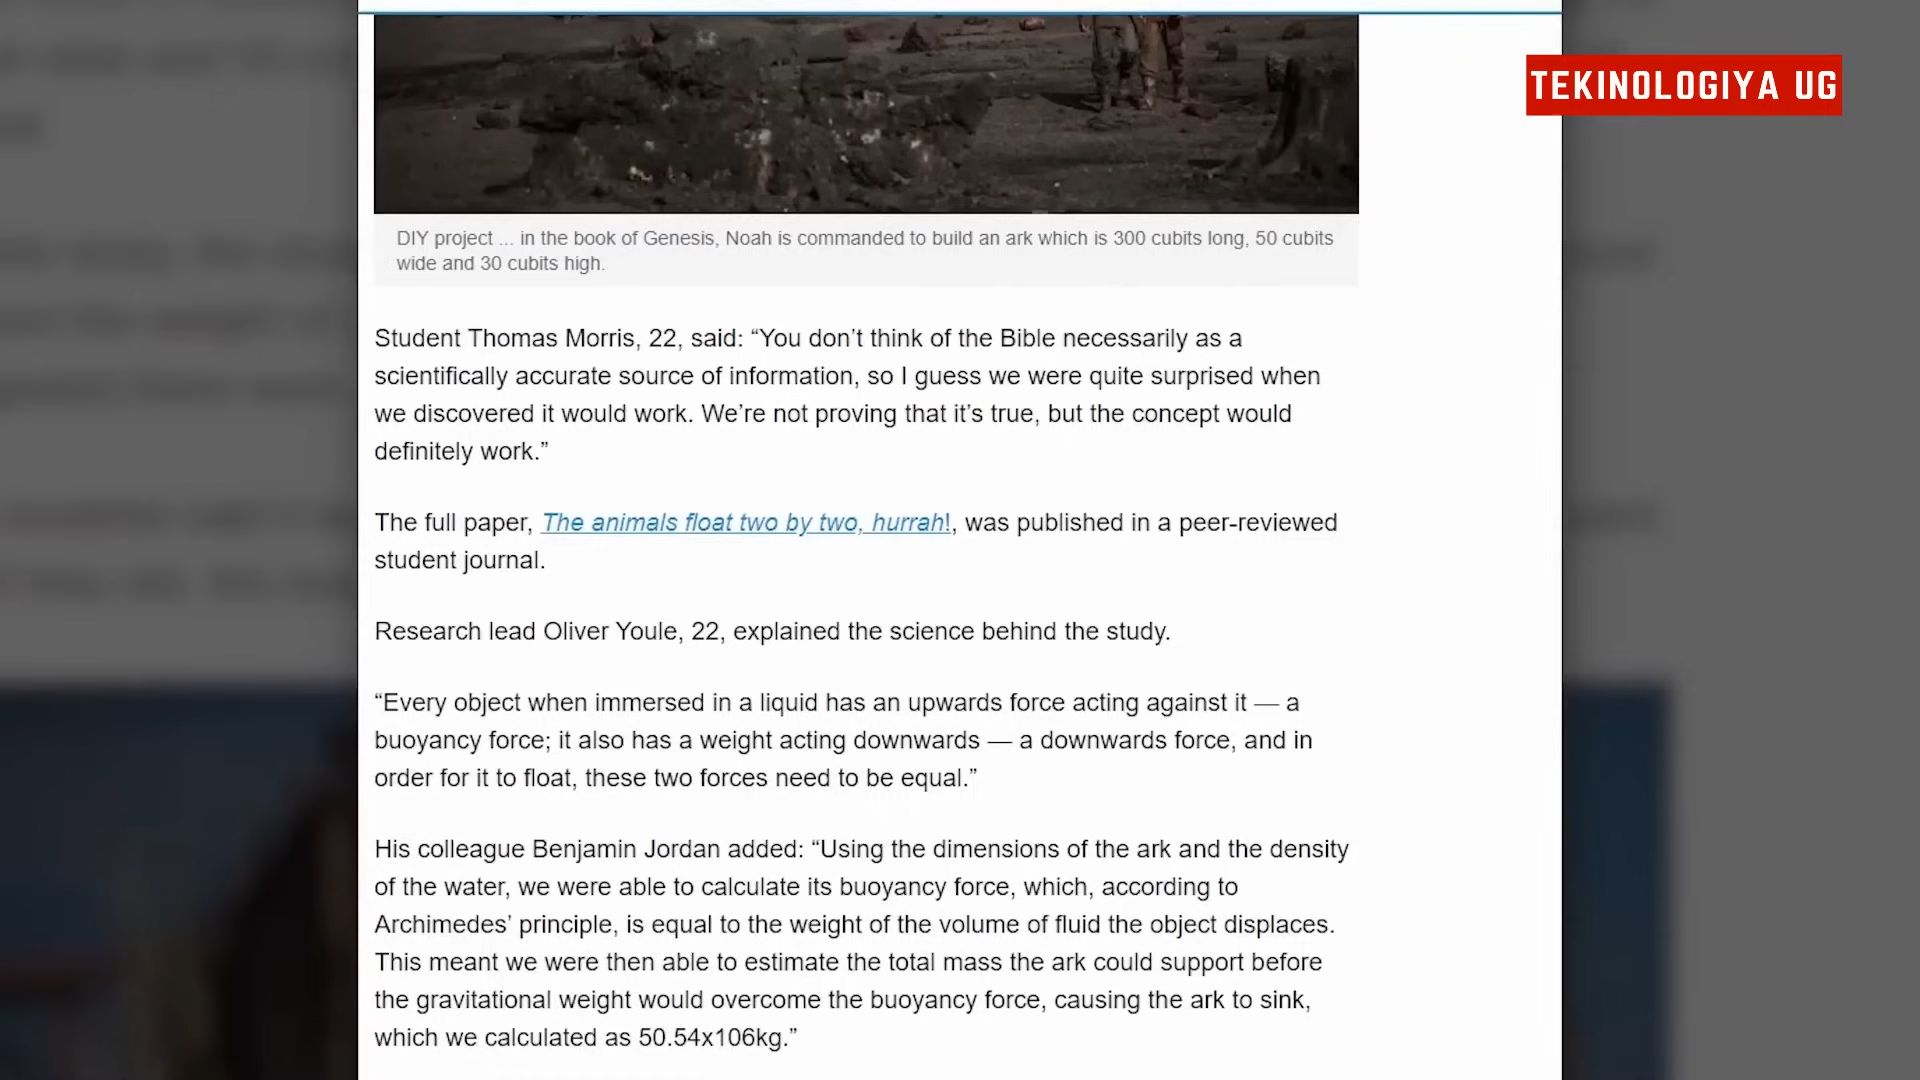 TEKINOLOGIYA UG
DIY project ... in the book of Genesis, Noah is commanded to build an ark which is 300 cubits long, 50 cubits
wide and 30 cubits high.
Student Thomas Morris, 22, said: “You don’t think of the Bible necessarily as a
scientifically accurate source of information, so I guess we were quite surprised when
we discovered it would work. We’re not proving that it’s true, but the concept would
definitely work.”
The full paper, The animals float two by two, hurrah!, was published in a peer-reviewed
student journal.
Research lead Oliver Youle, 22, explained the science behind the study.
“Every object when immersed in a liquid has an upwards force acting against it — a
buoyancy force; it also has a weight acting downwards — a downwards force, and in
order for it to float, these two forces need to be equal.”
His colleague Benjamin Jordan added: “Using the dimensions of the ark and the density
of the water, we were able to calculate its buoyancy force, which, according to
Archimedes’ principle, is equal to the weight of the volume of fluid the object displaces.
This meant we were then able to estimate the total mass the ark could support before
the gravitational weight would overcome the buoyancy force, causing the ark to sink,
which we calculated as 50.54x106kg.”